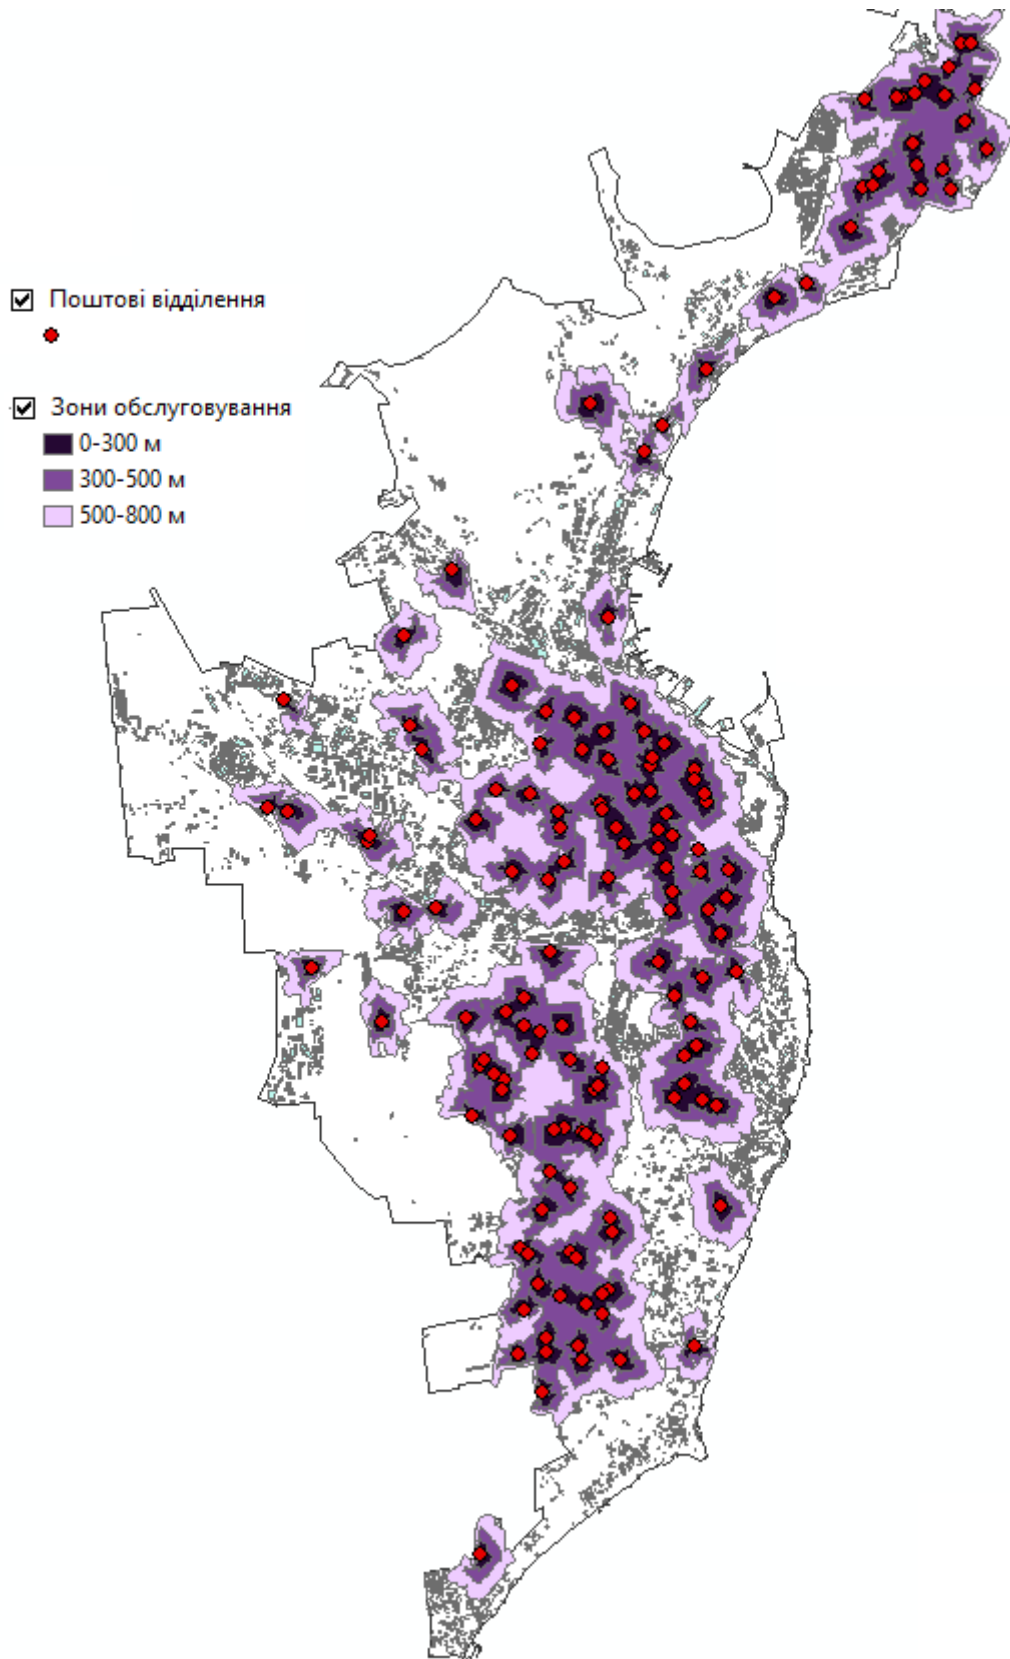 Поштові відділення
Зони обслуговування
0-300 м
300-500 м
500-800 м